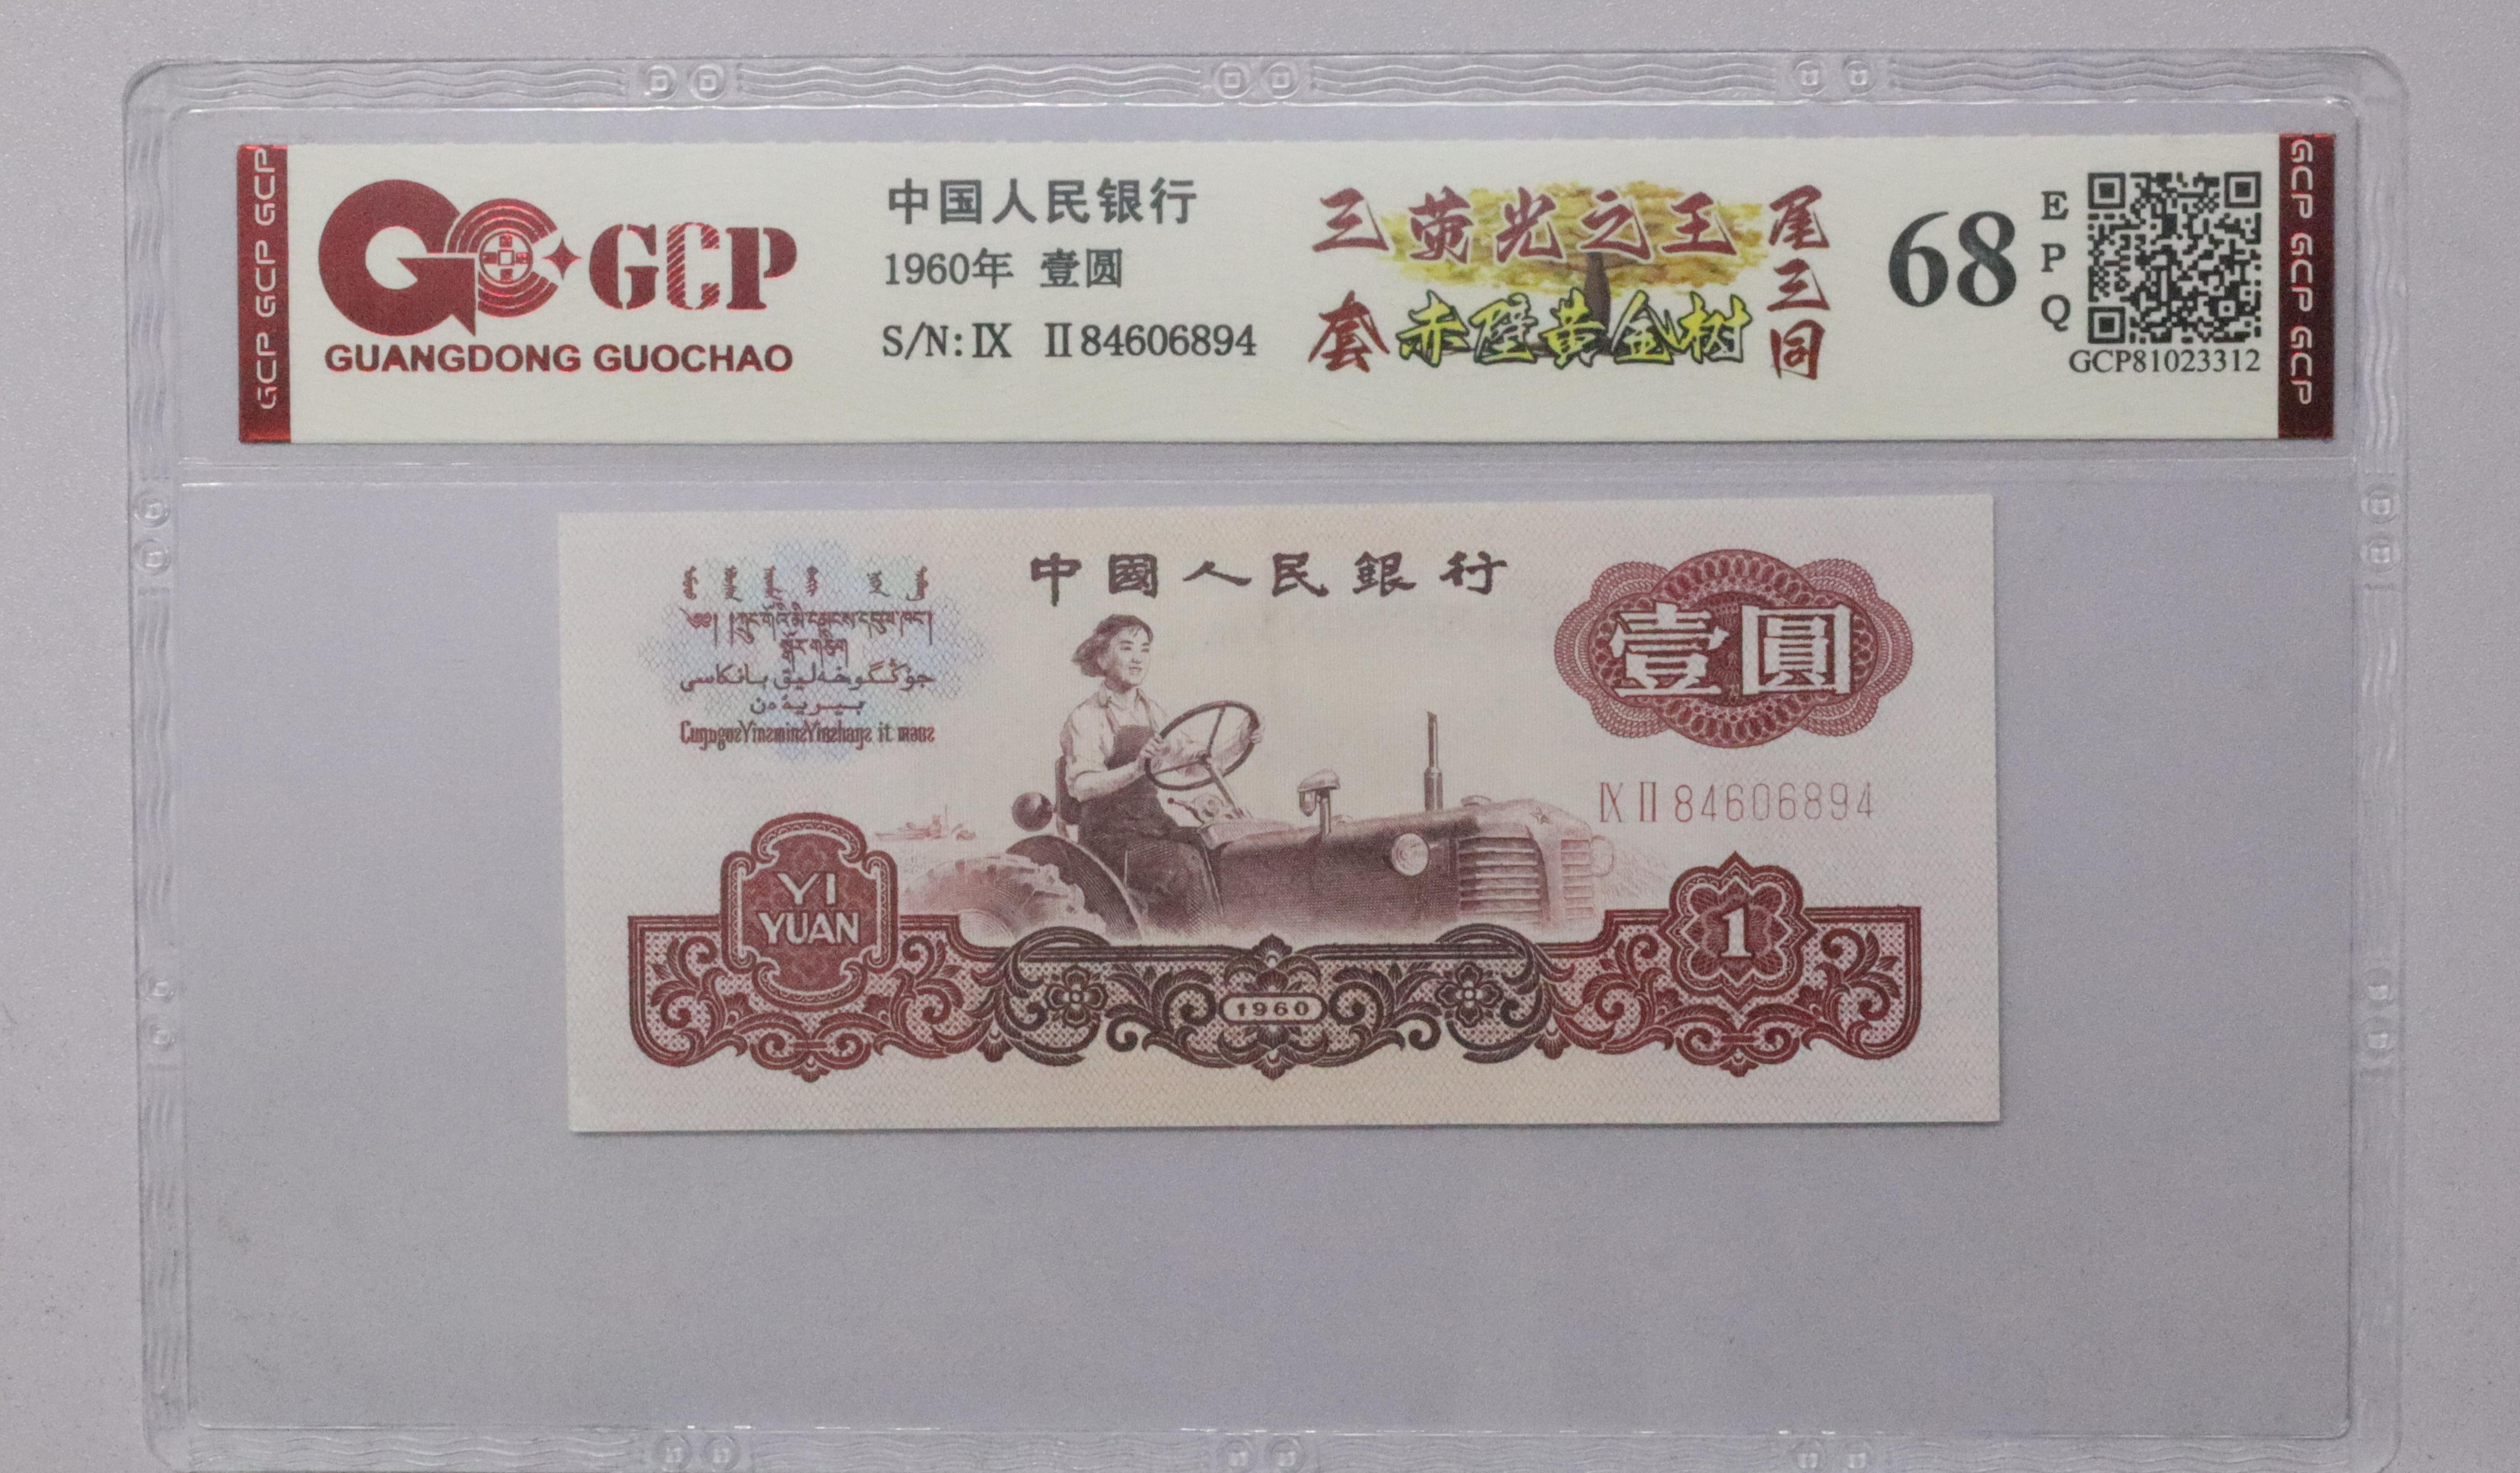 GCP GCP GCP
GCP
GUANGDONG GUOCHAO
中国人民银行
1960年 壹圆
S/N: IX II 84606894
三套
荧光之王
赤壁黄金树
尾三同
68
EPQ
GCP81023312
GCP GCP GCP
中國人民銀行
壹圓
IX II 84606894
YI
YUAN
1960
1